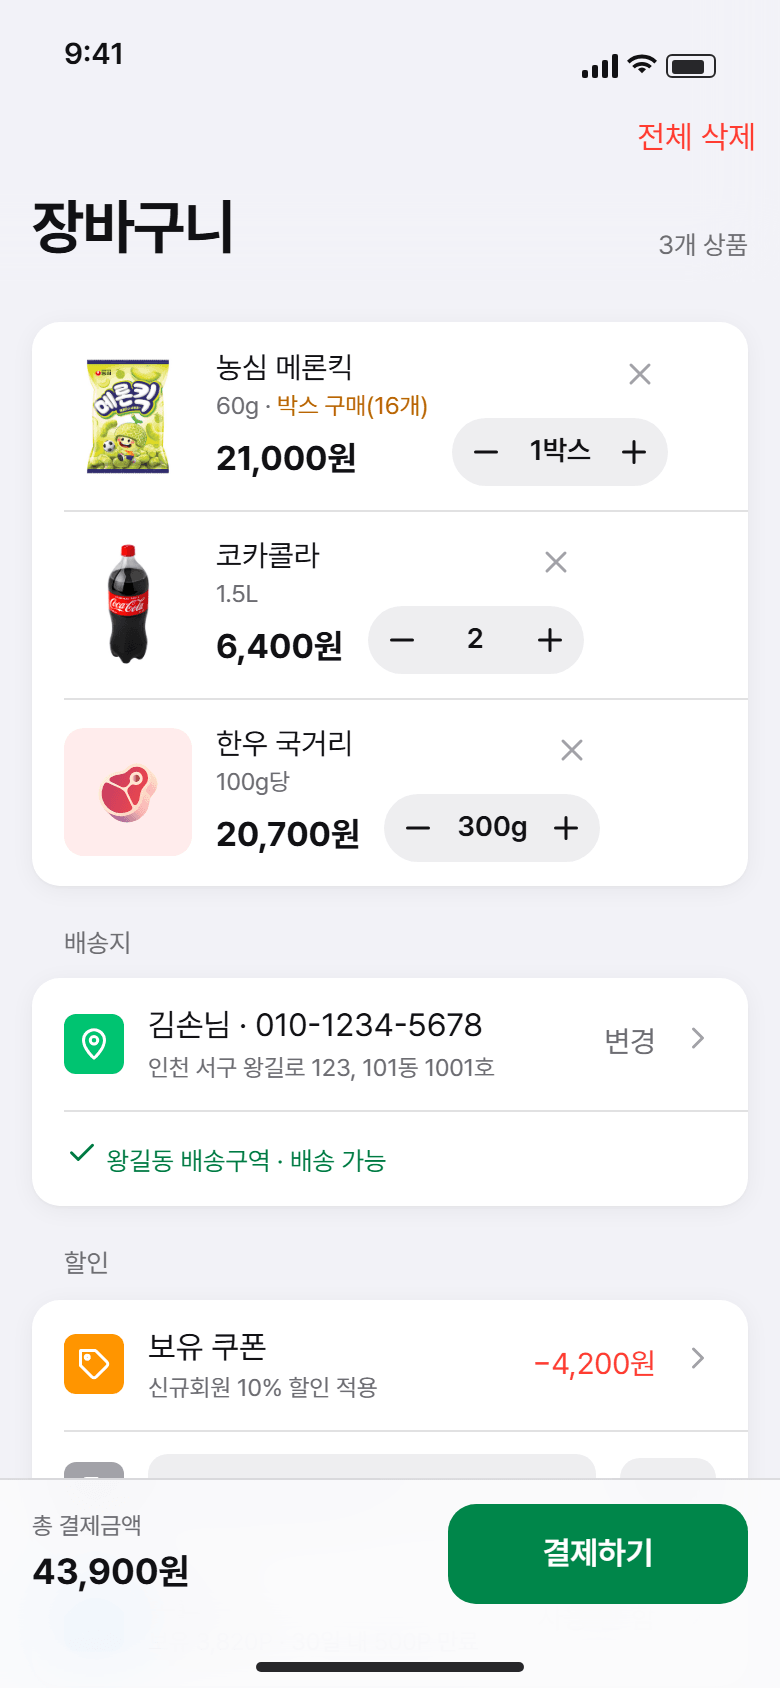 9:41
전체 삭제
장바구니
3개 상품
농심 메론킥
60g · 박스 구매(16개)
21,000원
1박스
메론킥
코카콜라
1.5L
6,400원
2
Coca-Cola
한우 국거리
100g당
20,700원
300g
배송지
김손님 · 010-1234-5678
인천 서구 왕길로 123, 101동 1001호
변경
왕길동 배송구역 · 배송 가능
할인
보유 쿠폰
신규회원 10% 할인 적용
−4,200원
총 결제금액
43,900원
결제하기